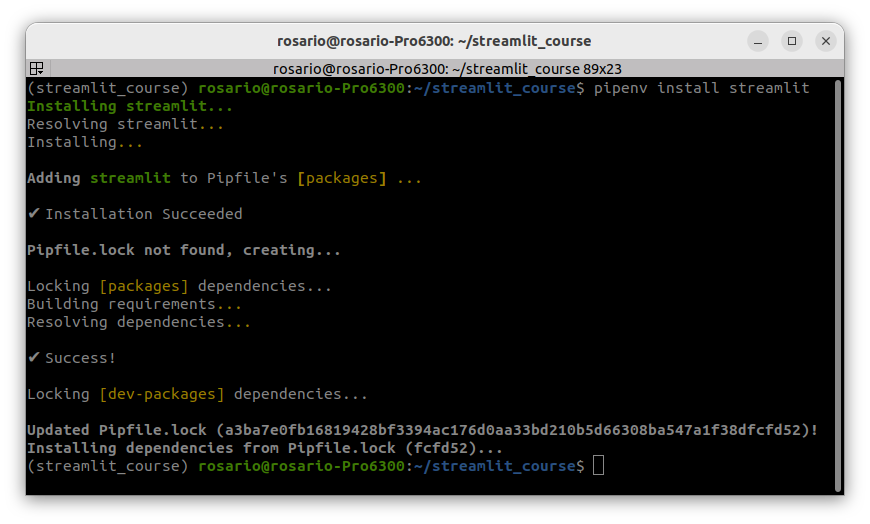 rosario@rosario-Pro6300: ~/streamlit_course
rosario@rosario-Pro6300: ~/streamlit_course 89x23
(streamlit_course) rosario@rosario-Pro6300:~/streamlit_course$ pipenv install streamlit
Installing streamlit...
Resolving streamlit...
Installing...
Adding streamlit to Pipfile's [packages] ...
✔ Installation Succeeded
Pipfile.lock not found, creating...
Locking [packages] dependencies...
Building requirements...
Resolving dependencies...
✔ Success!
Locking [dev-packages] dependencies...
Updated Pipfile.lock (a3ba7e0fb16819428bf3394ac176d0aa33bd210b5d66308ba547a1f38dfcfd52)!
Installing dependencies from Pipfile.lock (fcfd52)...
(streamlit_course) rosario@rosario-Pro6300:~/streamlit_course$